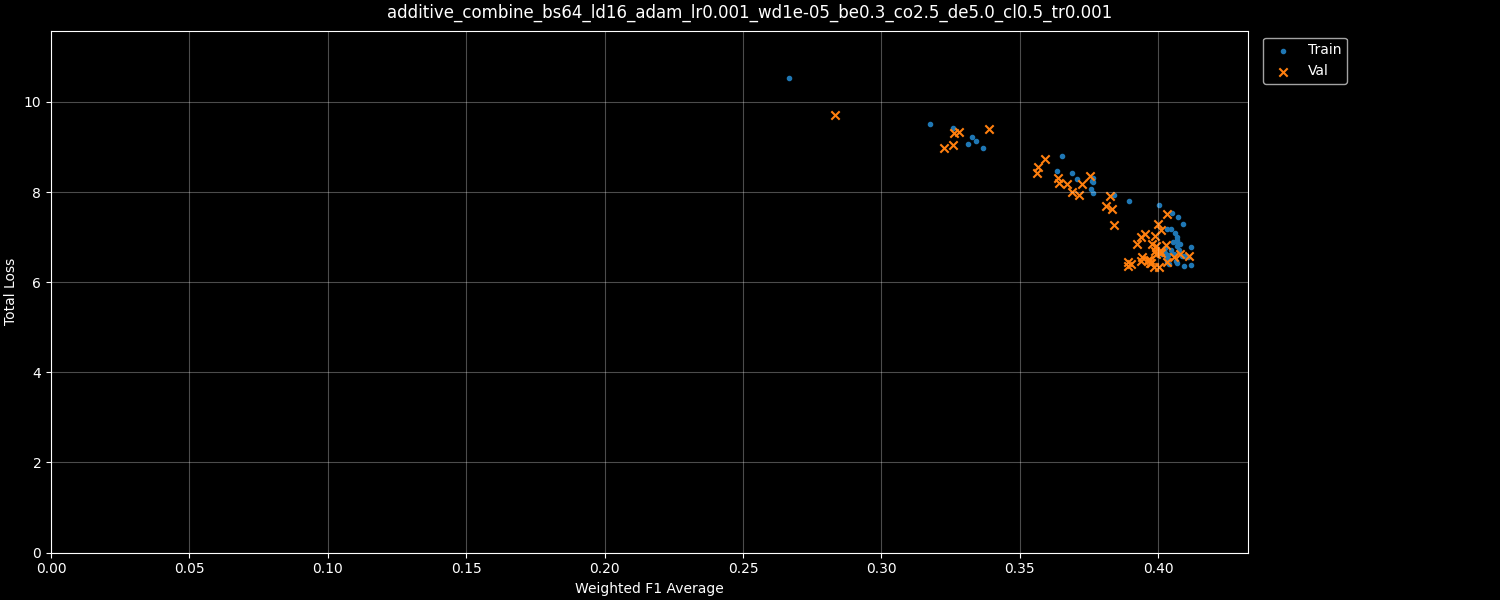 additive_combine_bs64_ld16_adam_lr0.001_wd1e-05_be0.3_co2.5_de5.0_cl0.5_tr0.001
Train
Val
Total Loss
10
8
6
4
2
0
0.00 0.05 0.10 0.15 0.20 0.25 0.30 0.35 0.40
Weighted F1 Average